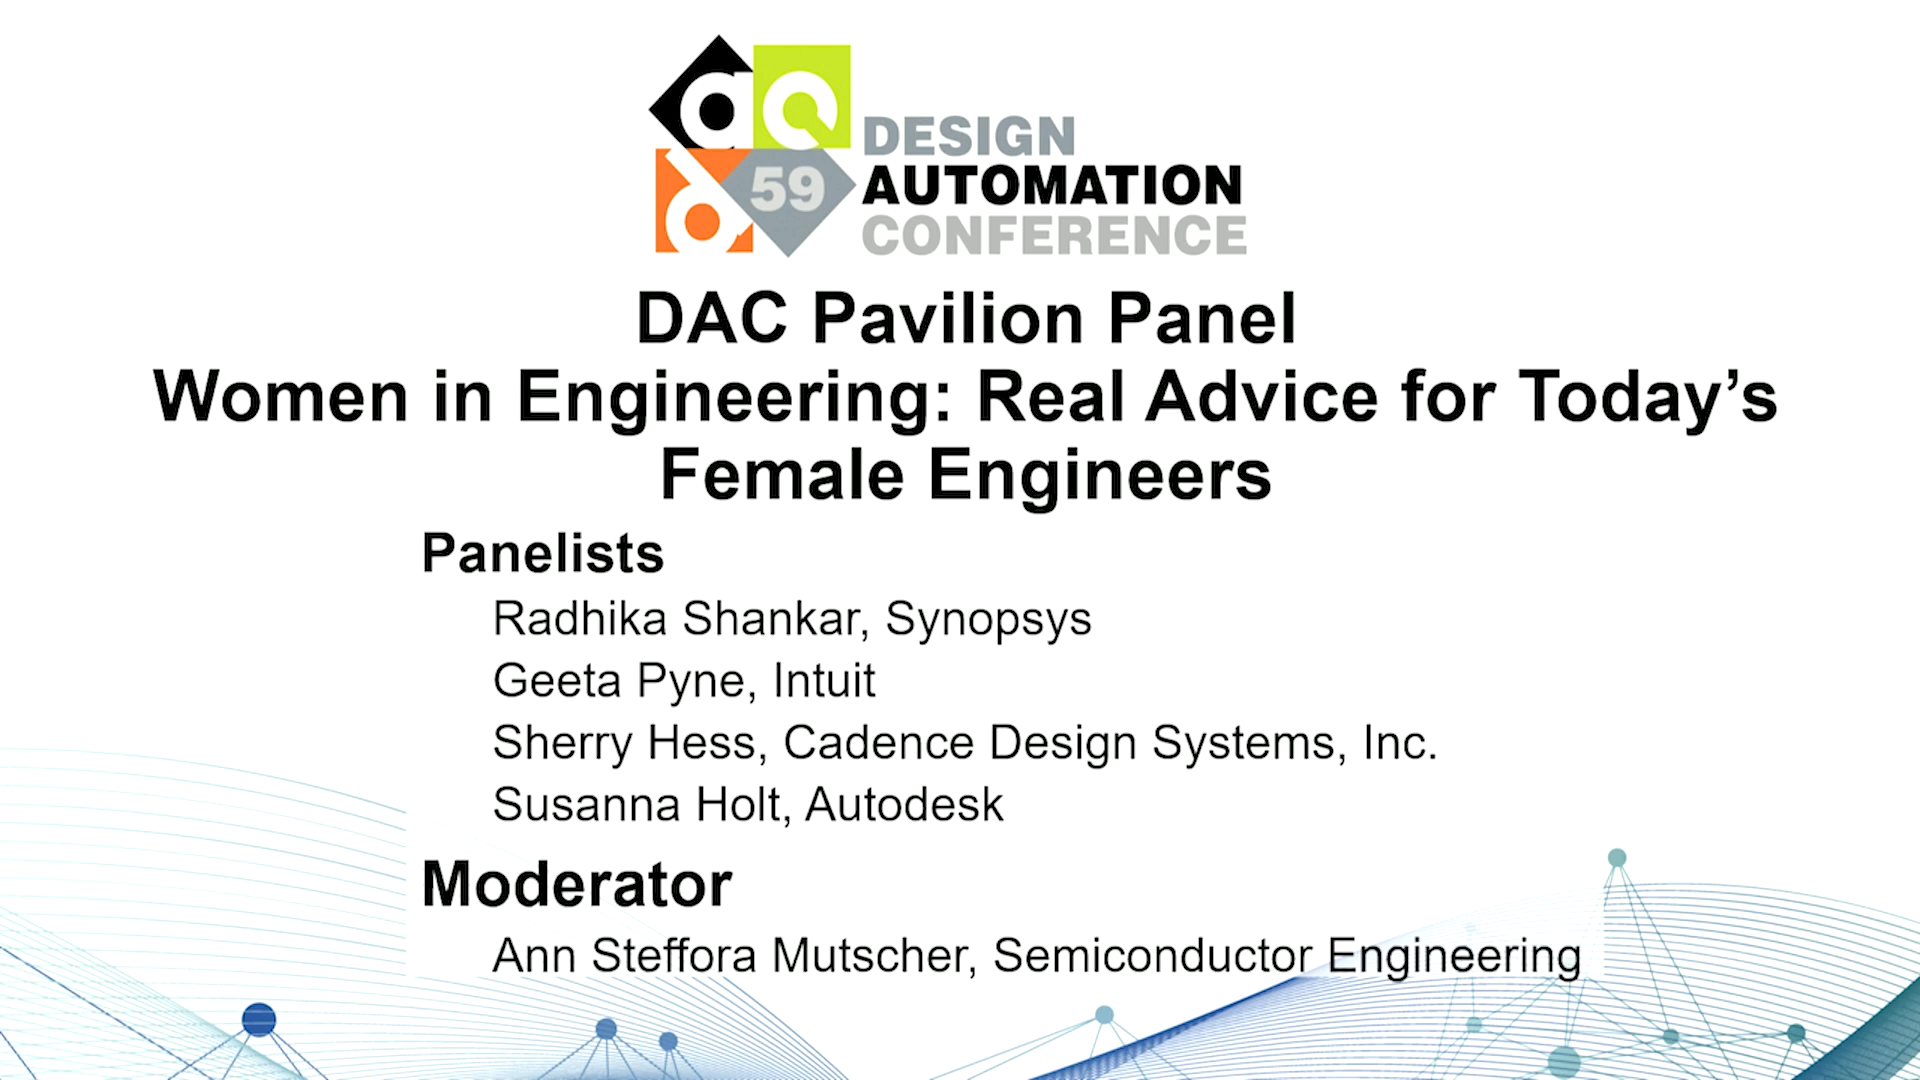 dac
59
DESIGN
AUTOMATION
CONFERENCE
DAC Pavilion Panel
Women in Engineering: Real Advice for Today’s
Female Engineers
Panelists
Radhika Shankar, Synopsys
Geeta Pyne, Intuit
Sherry Hess, Cadence Design Systems, Inc.
Susanna Holt, Autodesk
Moderator
Ann Steffora Mutscher, Semiconductor Engineering